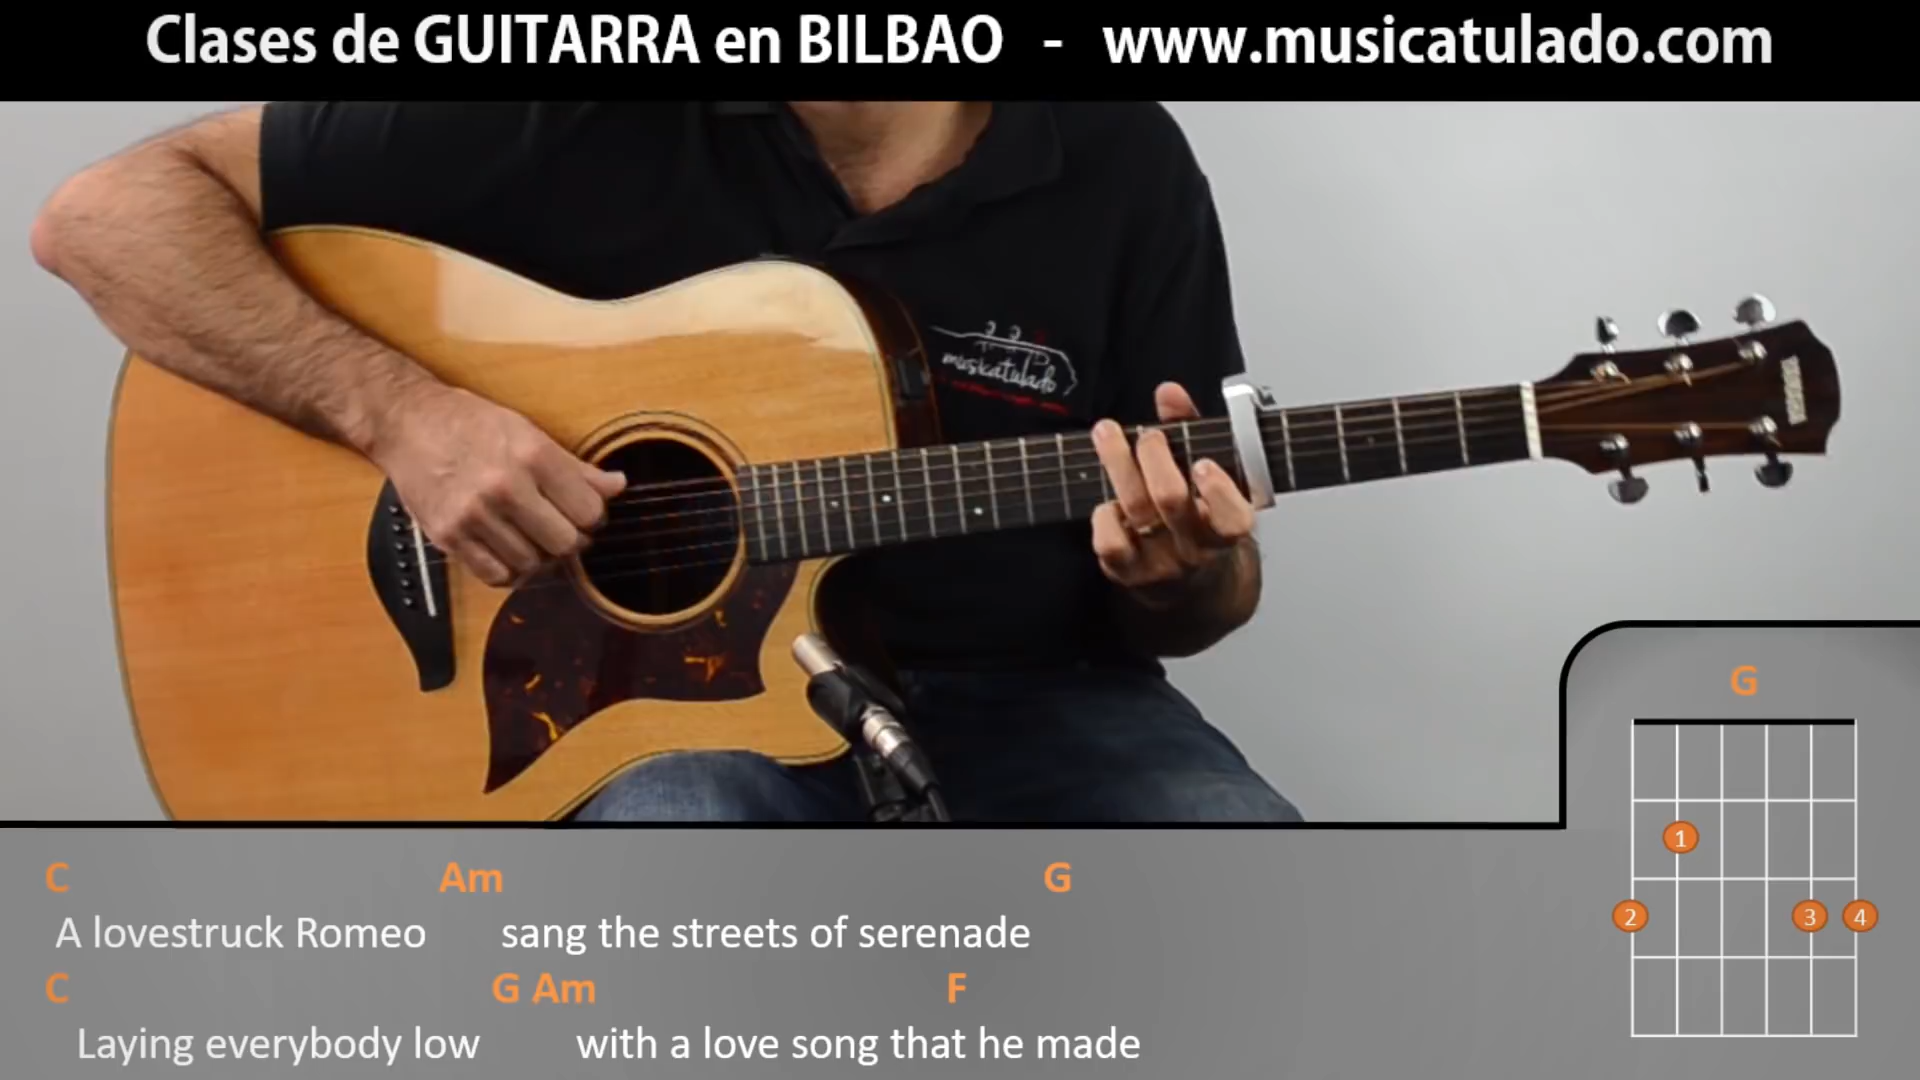 Clases de GUITARRA en BILBAO - www.musicatulado.com
musicatulado
YAMAHA
G
1
2 3 4
C Am G
A lovestruck Romeo sang the streets of serenade
C G Am F
Laying everybody low with a love song that he made